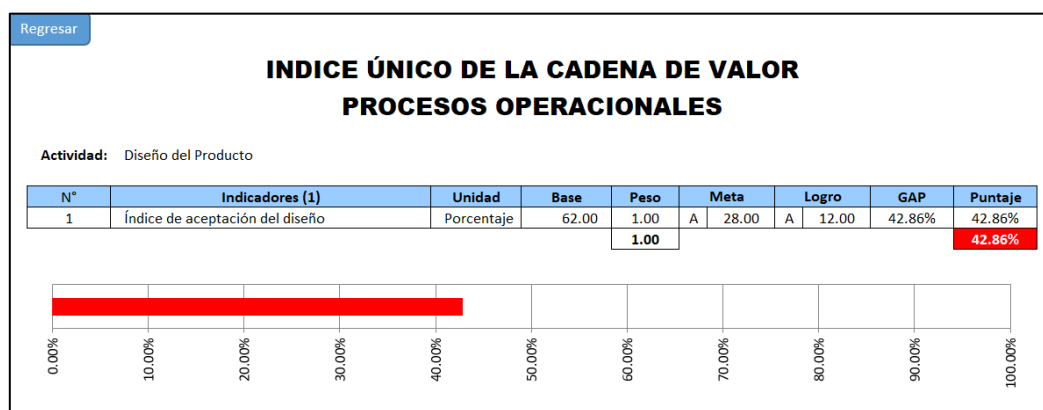 Regresar
INDICE ÚNICO DE LA CADENA DE VALOR
PROCESOS OPERACIONALES
Actividad: Diseño del Producto
N° Indicadores (1) Unidad Base Peso Meta Logro GAP Puntaje
1 Índice de aceptación del diseño Porcentaje 62.00 1.00 A 28.00 A 12.00 42.86% 42.86%
1.00 42.86%
0.00% 10.00% 20.00% 30.00% 40.00% 50.00% 60.00% 70.00% 80.00% 90.00% 100.00%